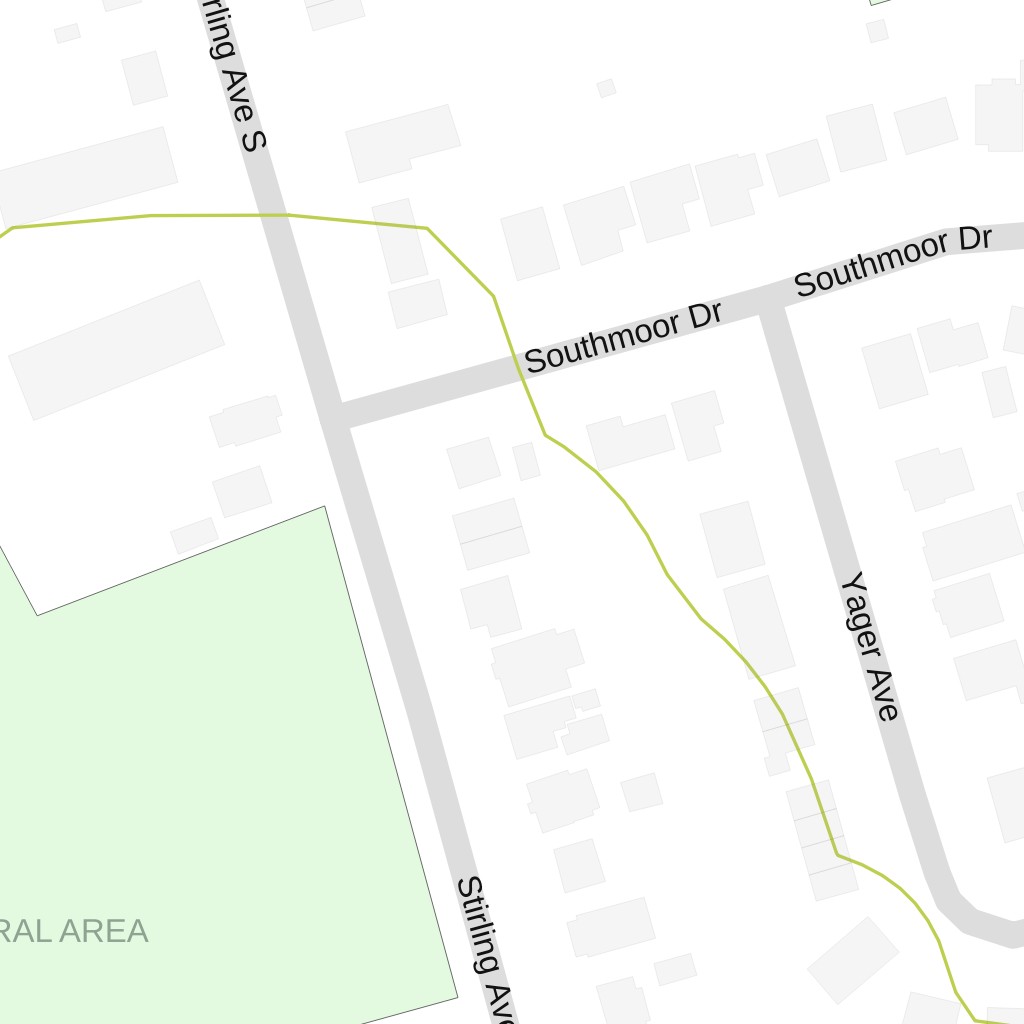 rling Ave S
Southmoor Dr
Southmoor Dr
Yager Ave
RAL AREA
Stirling Ave